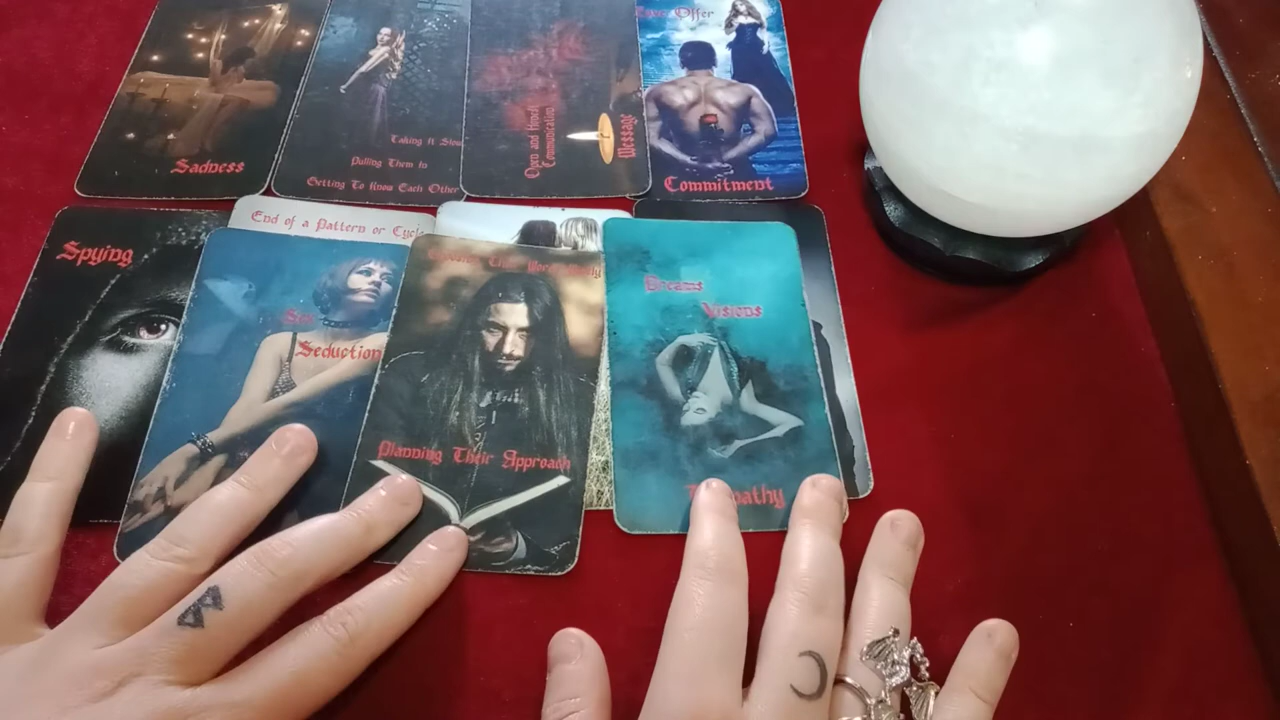 Sadness
Taking It Slow
Pulling Them In
Getting To Know Each Other
Open and Honest
Communication
Message
Offer
Commitment
Spying
End of a Pattern or Cycle
Seduction
Planning Their Approach
Dreams
Visions